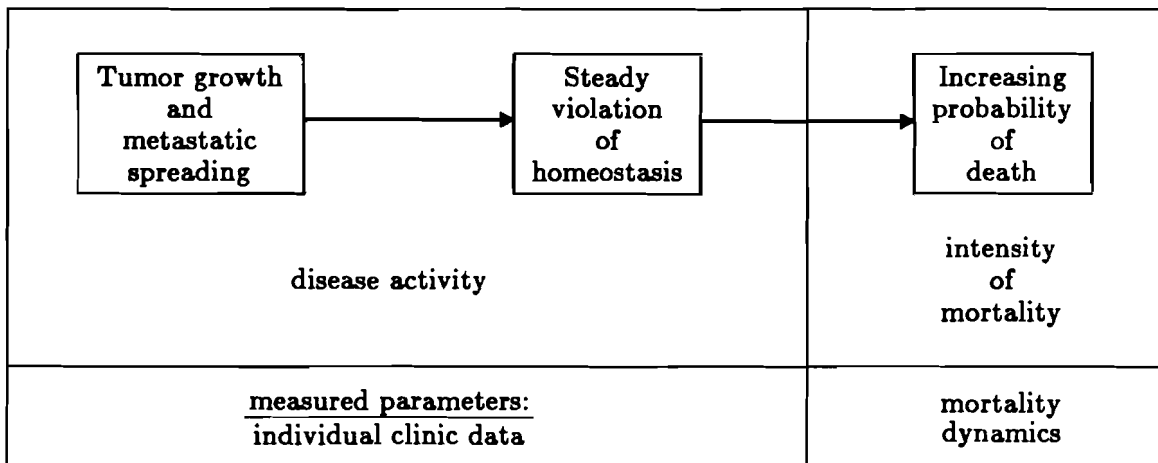 Tumor growth
and
metastatic
spreading
Steady
violation
of
homeostasis
Increasing
probability
of
death
disease activity
intensity
of
mortality
measured parameters:
individual clinic data
mortality
dynamics